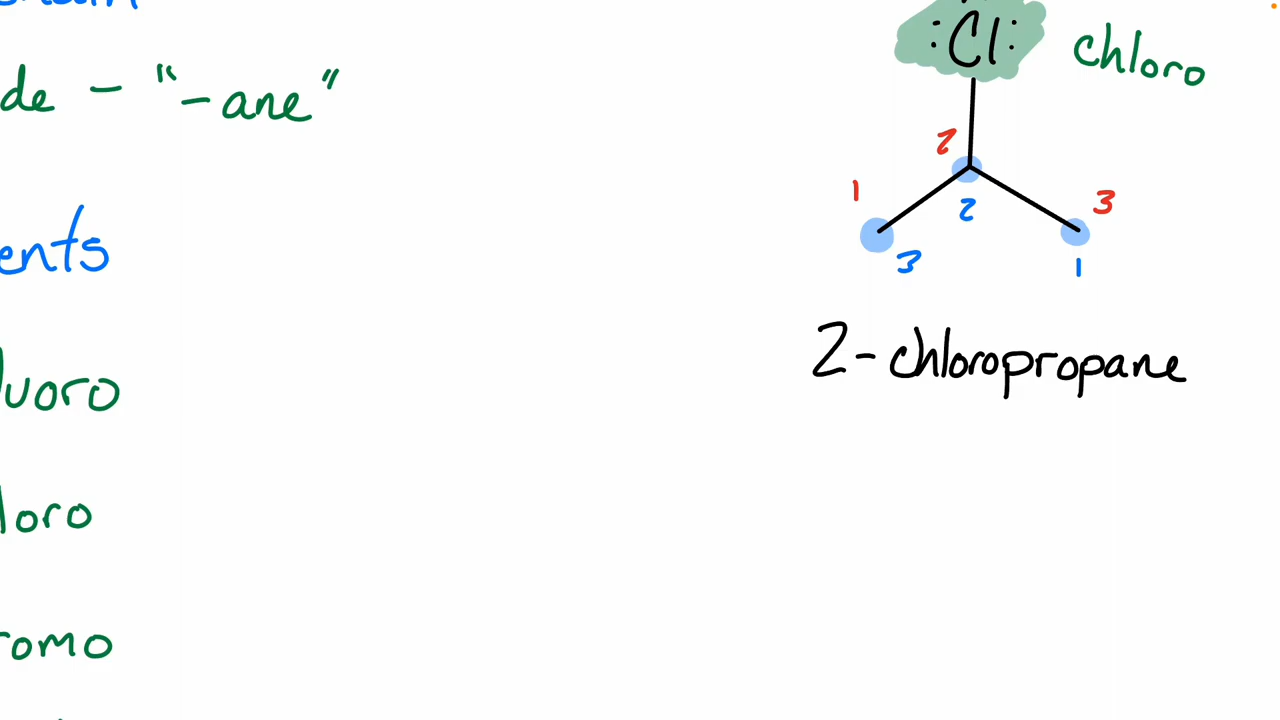 de - "-ane"
ents
uoro
loro
romo
:Cl: chloro
2
1 3
2
3 1
2-chloropropane